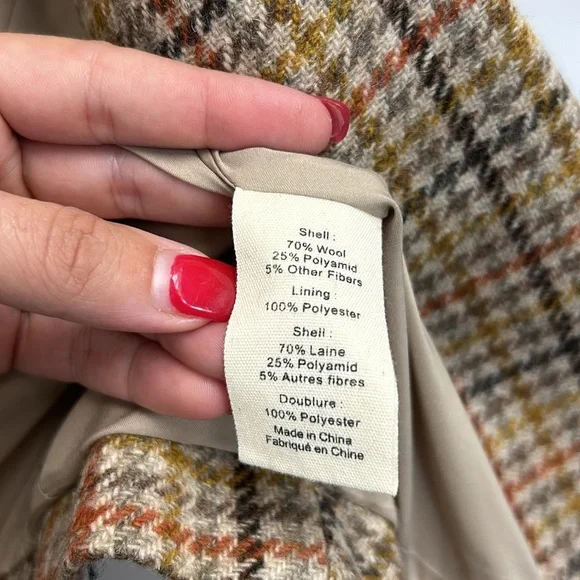 Shell :
70% Wool
25% Polyamid
5% Other Fibers
Lining :
100% Polyester
Shell :
70% Laine
25% Polyamid
5% Autres fibres
Doublure :
100% Polyester
Made in China
Fabriqué en Chine